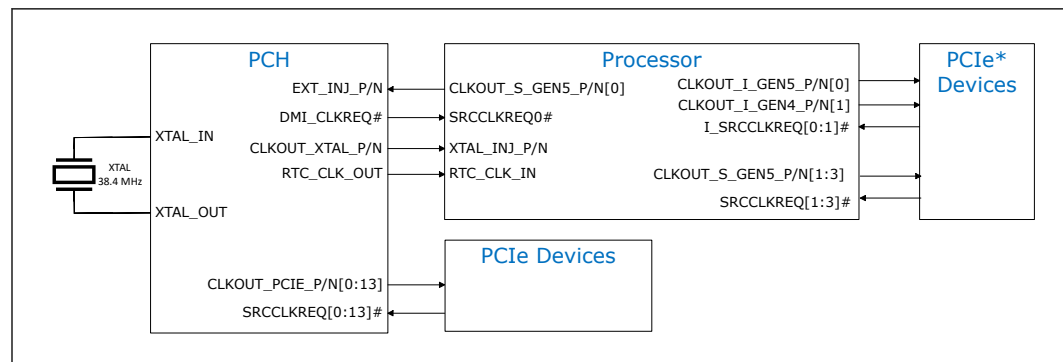 PCH
Processor
PCIe*
Devices
EXT_INJ_P/N
CLKOUT_S_GEN5_P/N[0]
CLKOUT_I_GEN5_P/N[0]
CLKOUT_I_GEN4_P/N[1]
DMI_CLKREQ#
SRCCLKREQ0#
I_SRCCLKREQ[0:1]#
XTAL_IN
CLKOUT_XTAL_P/N
XTAL_INJ_P/N
XTAL
38.4 MHz
RTC_CLK_OUT
RTC_CLK_IN
CLKOUT_S_GEN5_P/N[1:3]
SRCCLKREQ[1:3]#
XTAL_OUT
PCIe Devices
CLKOUT_PCIE_P/N[0:13]
SRCCLKREQ[0:13]#